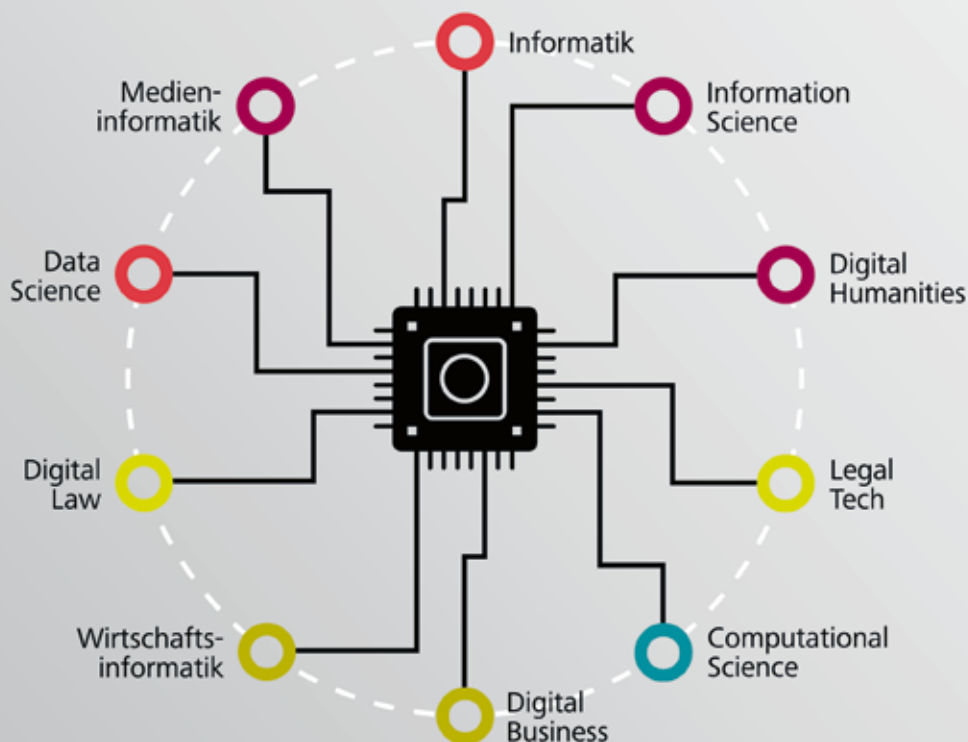 Informatik
Information
Science
Digital
Humanities
Legal
Tech
Computational
Science
Digital
Business
Wirtschafts-
informatik
Digital
Law
Data
Science
Medien-
informatik